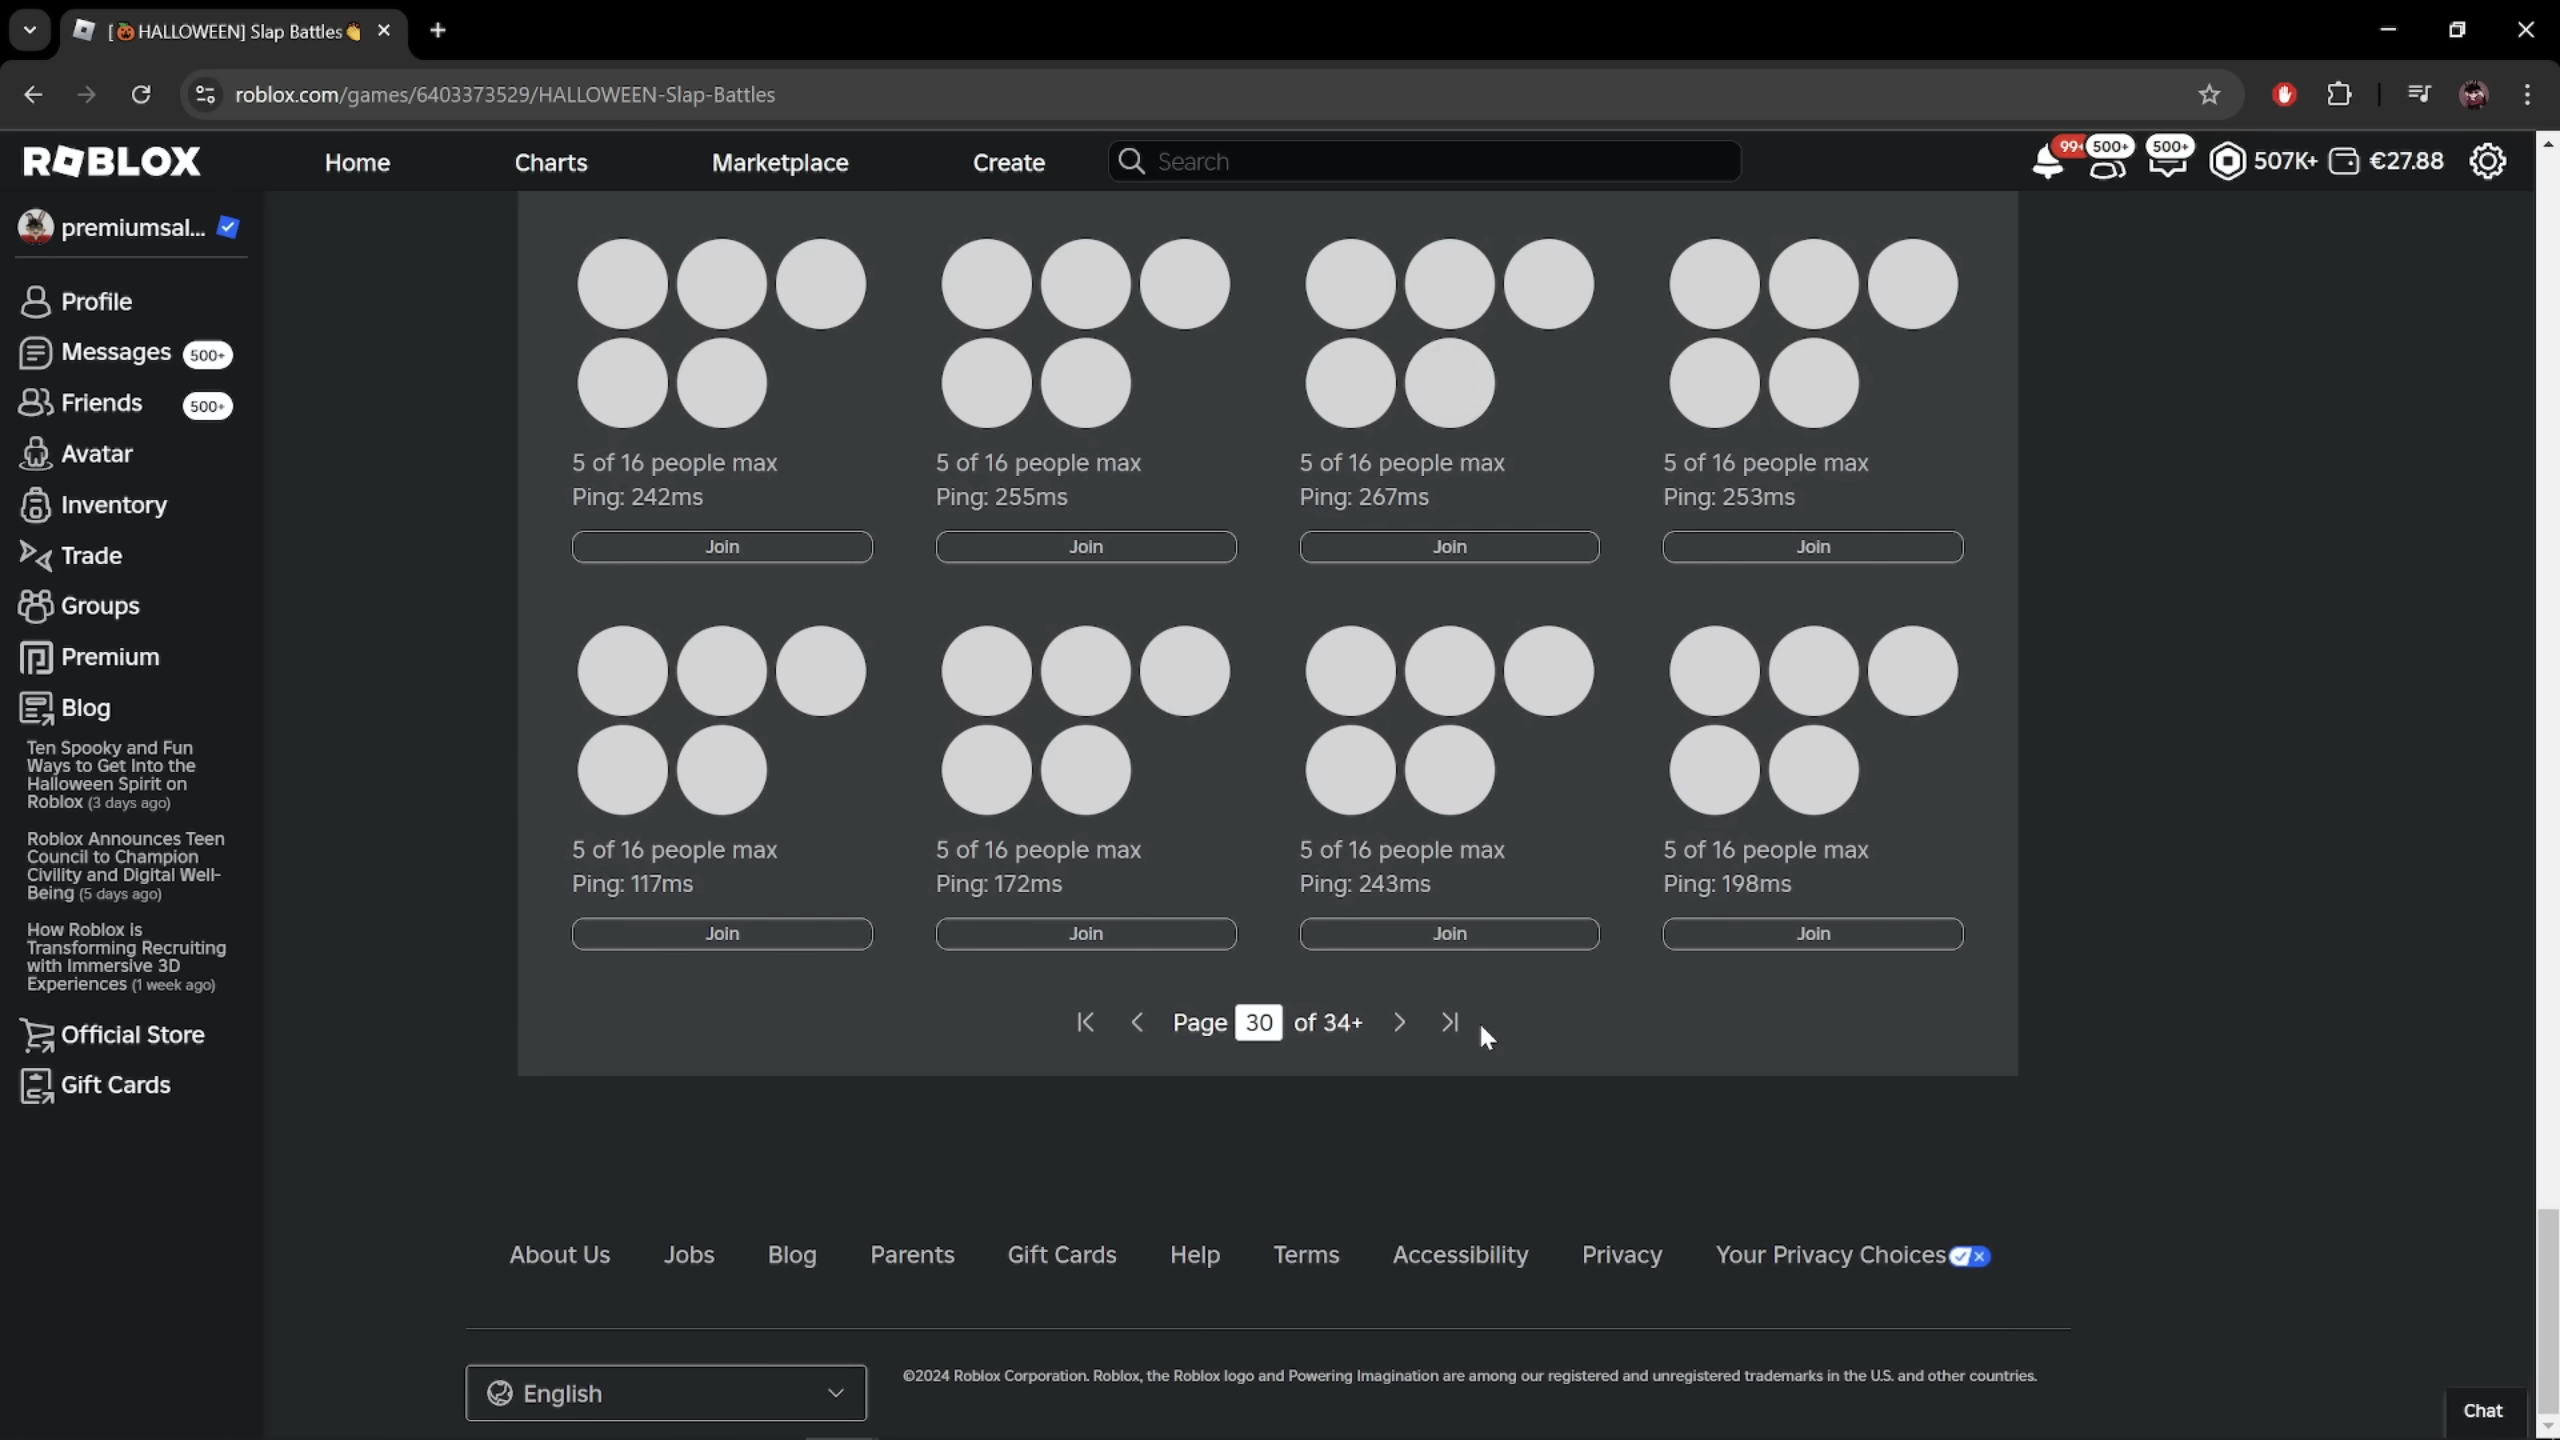 [🎃HALLOWEEN] Slap Battles👏
roblox.com/games/6403373529/HALLOWEEN-Slap-Battles
ROBLOX Home Charts Marketplace Create Search 99+ 500+ 500+ 507K+ €27.88
premiumsal...
Profile
Messages 500+
Friends 500+
Avatar
Inventory
Trade
Groups
Premium
Blog
Ten Spooky and Fun
Ways to Get Into the
Halloween Spirit on
Roblox (3 days ago)
Roblox Announces Teen
Council to Champion
Civility and Digital Well-
Being (5 days ago)
How Roblox is
Transforming Recruiting
with Immersive 3D
Experiences (1 week ago)
Official Store
Gift Cards
5 of 16 people max 5 of 16 people max 5 of 16 people max 5 of 16 people max
Ping: 242ms Ping: 255ms Ping: 267ms Ping: 253ms
Join Join Join Join
5 of 16 people max 5 of 16 people max 5 of 16 people max 5 of 16 people max
Ping: 117ms Ping: 172ms Ping: 243ms Ping: 198ms
Join Join Join Join
Page 30 of 34+
About Us Jobs Blog Parents Gift Cards Help Terms Accessibility Privacy Your Privacy Choices
English
©2024 Roblox Corporation. Roblox, the Roblox logo and Powering Imagination are among our registered and unregistered trademarks in the U.S. and other countries.
Chat